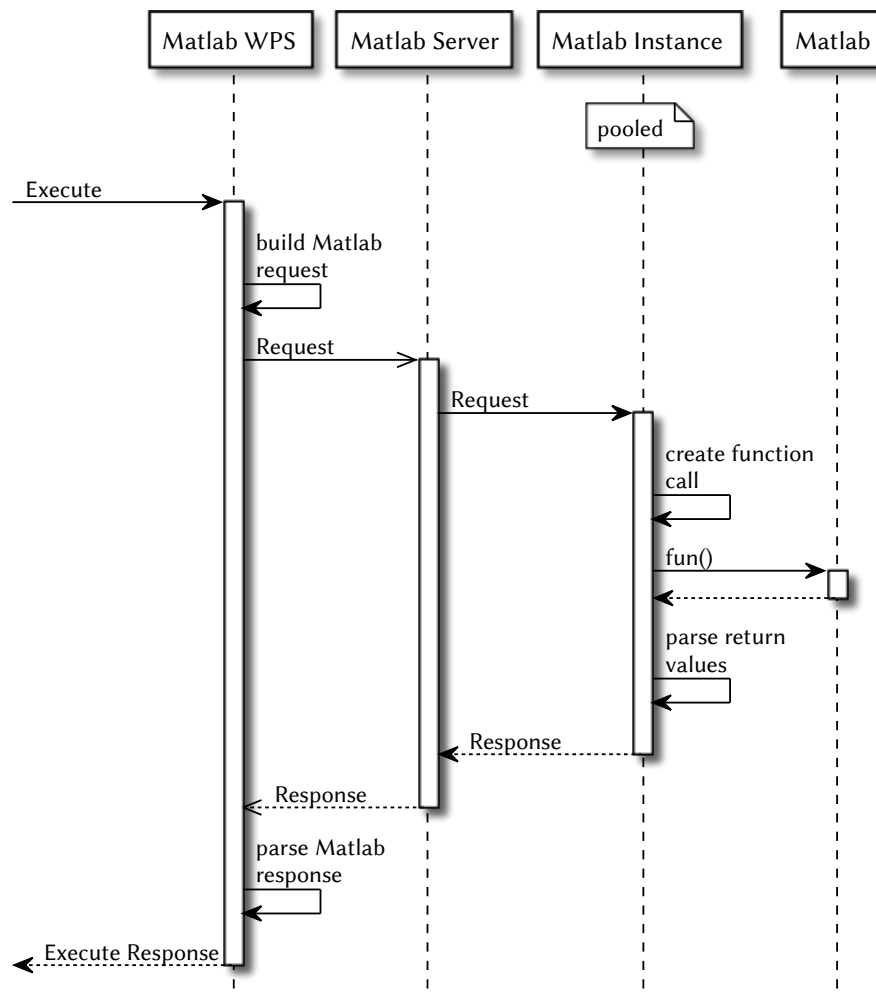 Matlab WPS
Matlab Server
Matlab Instance
Matlab
pooled
Execute
build Matlab
request
Request
Request
create function
call
fun()
parse return
values
Response
Response
parse Matlab
response
Execute Response